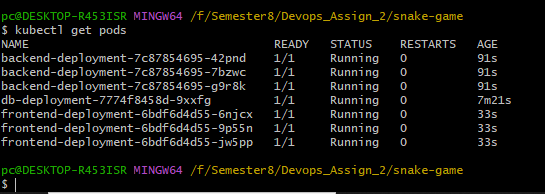 pc@DESKTOP-R453ISR MINGW64 /f/Semester8/Devops_Assign_2/snake-game
$ kubectl get pods
NAME READY STATUS RESTARTS AGE
backend-deployment-7c87854695-42pnd 1/1 Running 0 91s
backend-deployment-7c87854695-7bzwc 1/1 Running 0 91s
backend-deployment-7c87854695-g9r8k 1/1 Running 0 91s
db-deployment-7774f8458d-9xxfg 1/1 Running 0 7m21s
frontend-deployment-6bdf6d4d55-6njcx 1/1 Running 0 33s
frontend-deployment-6bdf6d4d55-9p55n 1/1 Running 0 33s
frontend-deployment-6bdf6d4d55-jw5pp 1/1 Running 0 33s
pc@DESKTOP-R453ISR MINGW64 /f/Semester8/Devops_Assign_2/snake-game
$